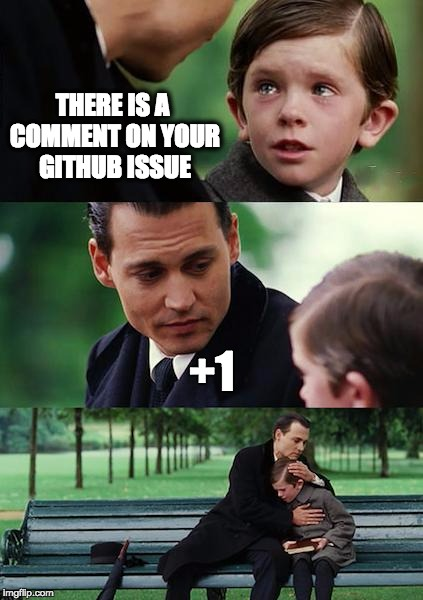 THERE IS A
COMMENT ON YOUR
GITHUB ISSUE
+1
imgflip.com